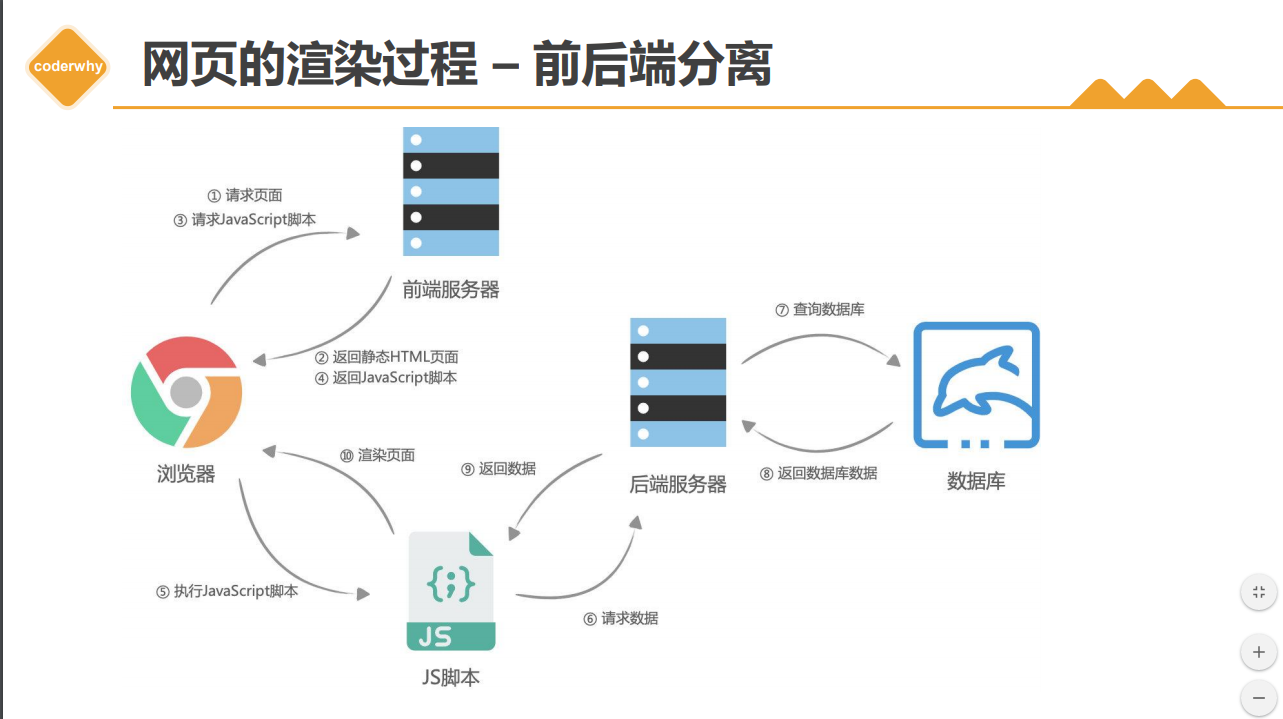 coderwhy
网页的渲染过程 – 前后端分离
① 请求页面
③ 请求JavaScript脚本
前端服务器
② 返回静态HTML页面
④ 返回JavaScript脚本
⑦ 查询数据库
浏览器
⑩ 渲染页面
⑨ 返回数据
后端服务器
⑧ 返回数据库数据
数据库
⑤ 执行JavaScript脚本
{;}
JS
⑥ 请求数据
JS脚本